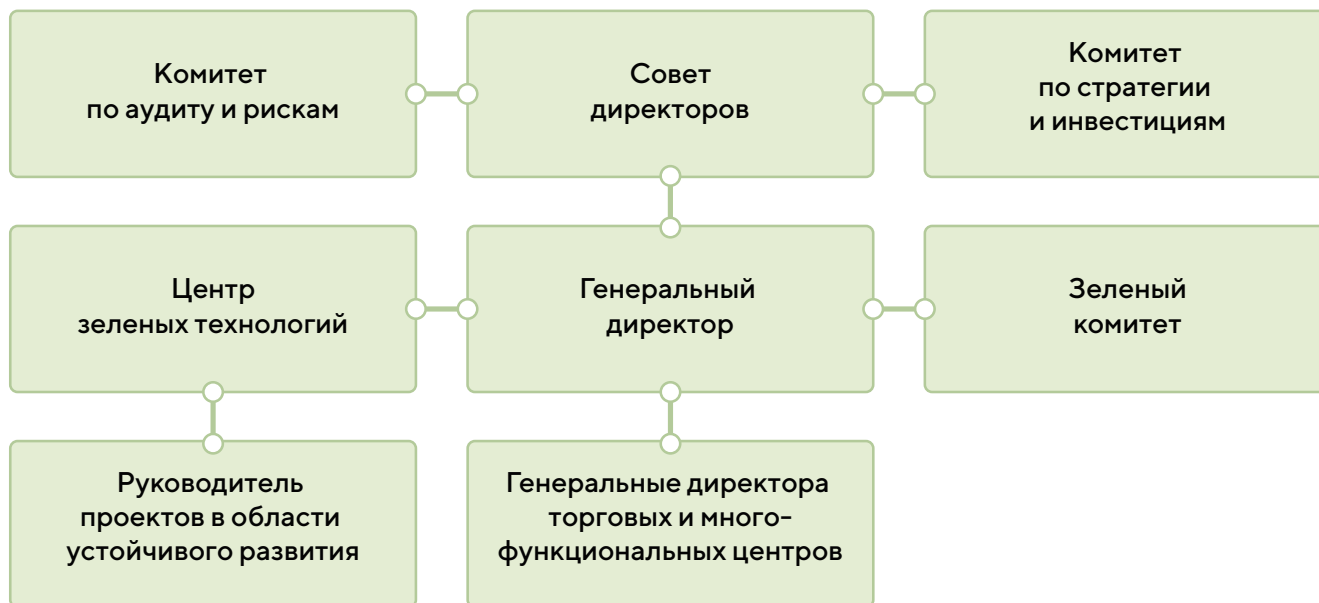 Комитет
по аудиту и рискам
Совет
директоров
Комитет
по стратегии
и инвестициям
Центр
зеленых технологий
Генеральный
директор
Зеленый
комитет
Руководитель
проектов в области
устойчивого развития
Генеральные директора
торговых и много-
функциональных центров